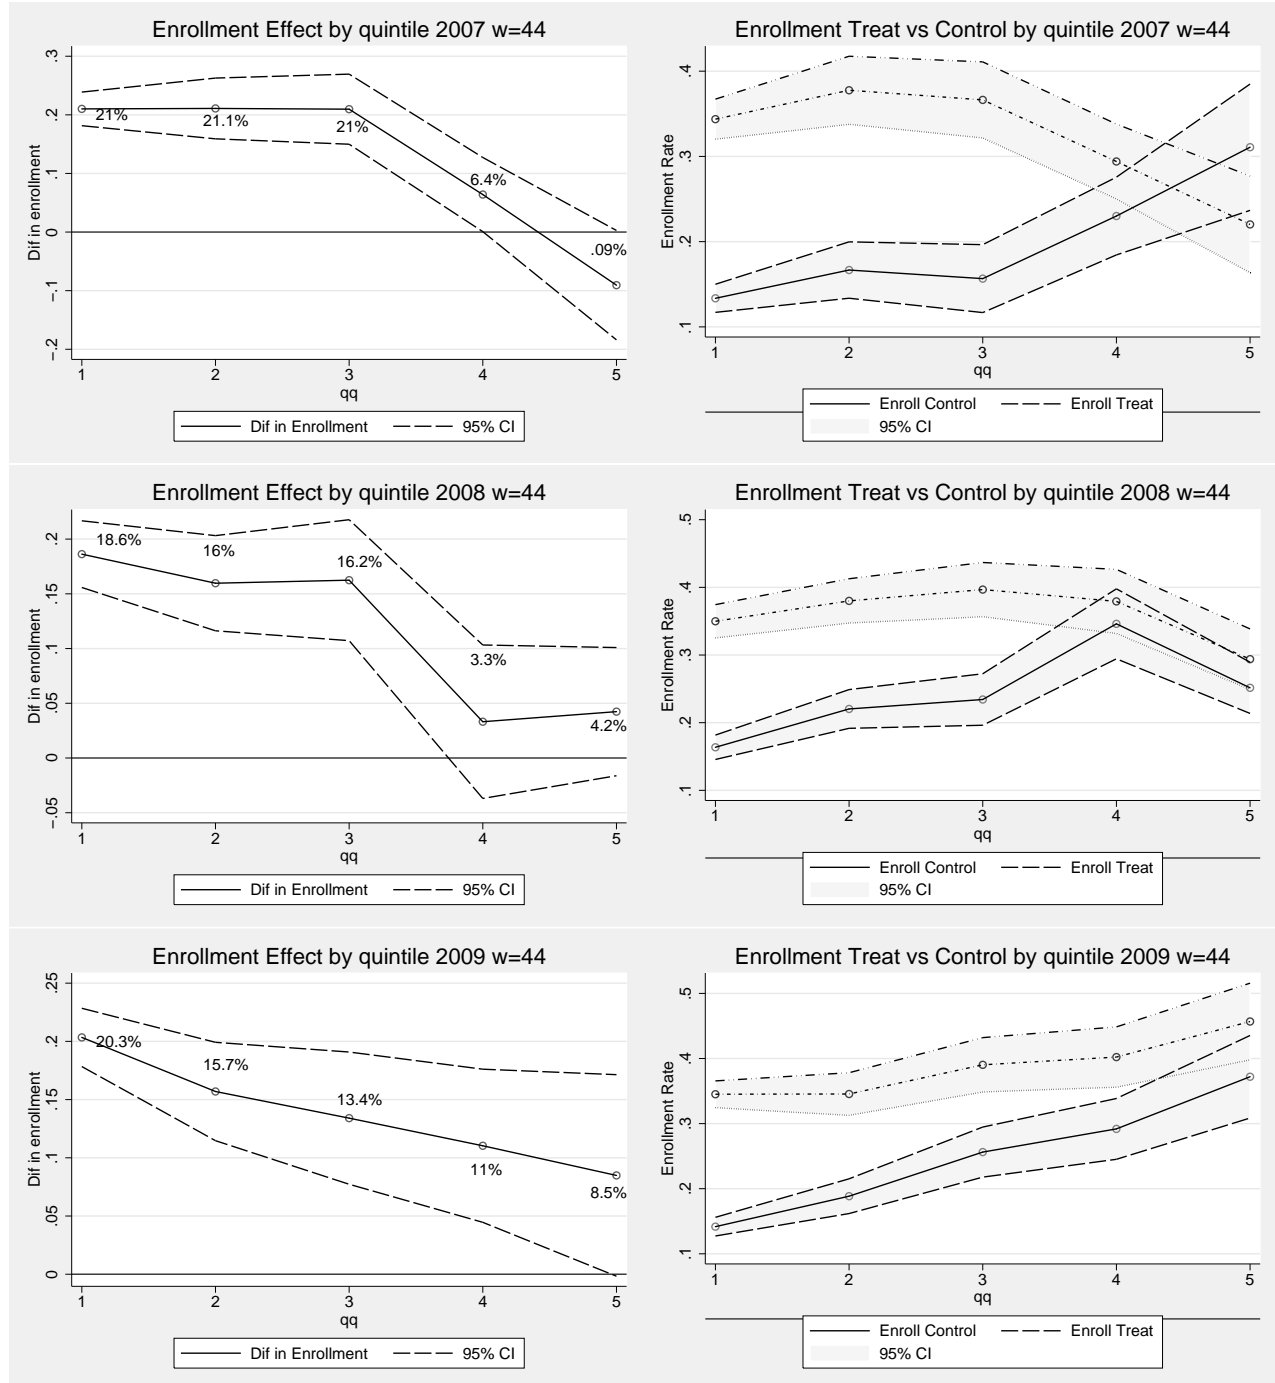 Enrollment Effect by quintile 2007 w=44
Dif in enrollment
.3
.2
.1
0
−.1
−.2
21%
21.1%
21%
6.4%
.09%
1 2 3 4 5
qq
Dif in Enrollment 95% CI
Enrollment Treat vs Control by quintile 2007 w=44
Enrollment Rate
.4
.3
.2
.1
1 2 3 4 5
qq
Enroll Control Enroll Treat
95% CI
Enrollment Effect by quintile 2008 w=44
Dif in enrollment
.2
.15
.1
.05
0
−.05
18.6%
16%
16.2%
3.3%
4.2%
1 2 3 4 5
qq
Dif in Enrollment 95% CI
Enrollment Treat vs Control by quintile 2008 w=44
Enrollment Rate
.5
.4
.3
.2
.1
1 2 3 4 5
qq
Enroll Control Enroll Treat
95% CI
Enrollment Effect by quintile 2009 w=44
Dif in enrollment
.25
.2
.15
.1
.05
0
20.3%
15.7%
13.4%
11%
8.5%
1 2 3 4 5
qq
Dif in Enrollment 95% CI
Enrollment Treat vs Control by quintile 2009 w=44
Enrollment Rate
.5
.4
.3
.2
.1
1 2 3 4 5
qq
Enroll Control Enroll Treat
95% CI